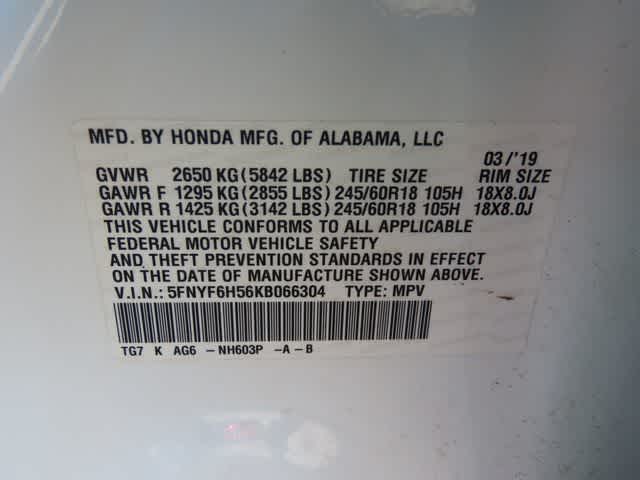 MFD. BY HONDA MFG. OF ALABAMA, LLC
03/'19
GVWR 2650 KG (5842 LBS) TIRE SIZE RIM SIZE
GAWR F 1295 KG (2855 LBS) 245/60R18 105H 18X8.0J
GAWR R 1425 KG (3142 LBS) 245/60R18 105H 18X8.0J
THIS VEHICLE CONFORMS TO ALL APPLICABLE
FEDERAL MOTOR VEHICLE SAFETY
AND THEFT PREVENTION STANDARDS IN EFFECT
ON THE DATE OF MANUFACTURE SHOWN ABOVE.
V.I.N.: 5FNYF6H56KB066304 TYPE: MPV
TG7 K AG6 -NH603P -A-B